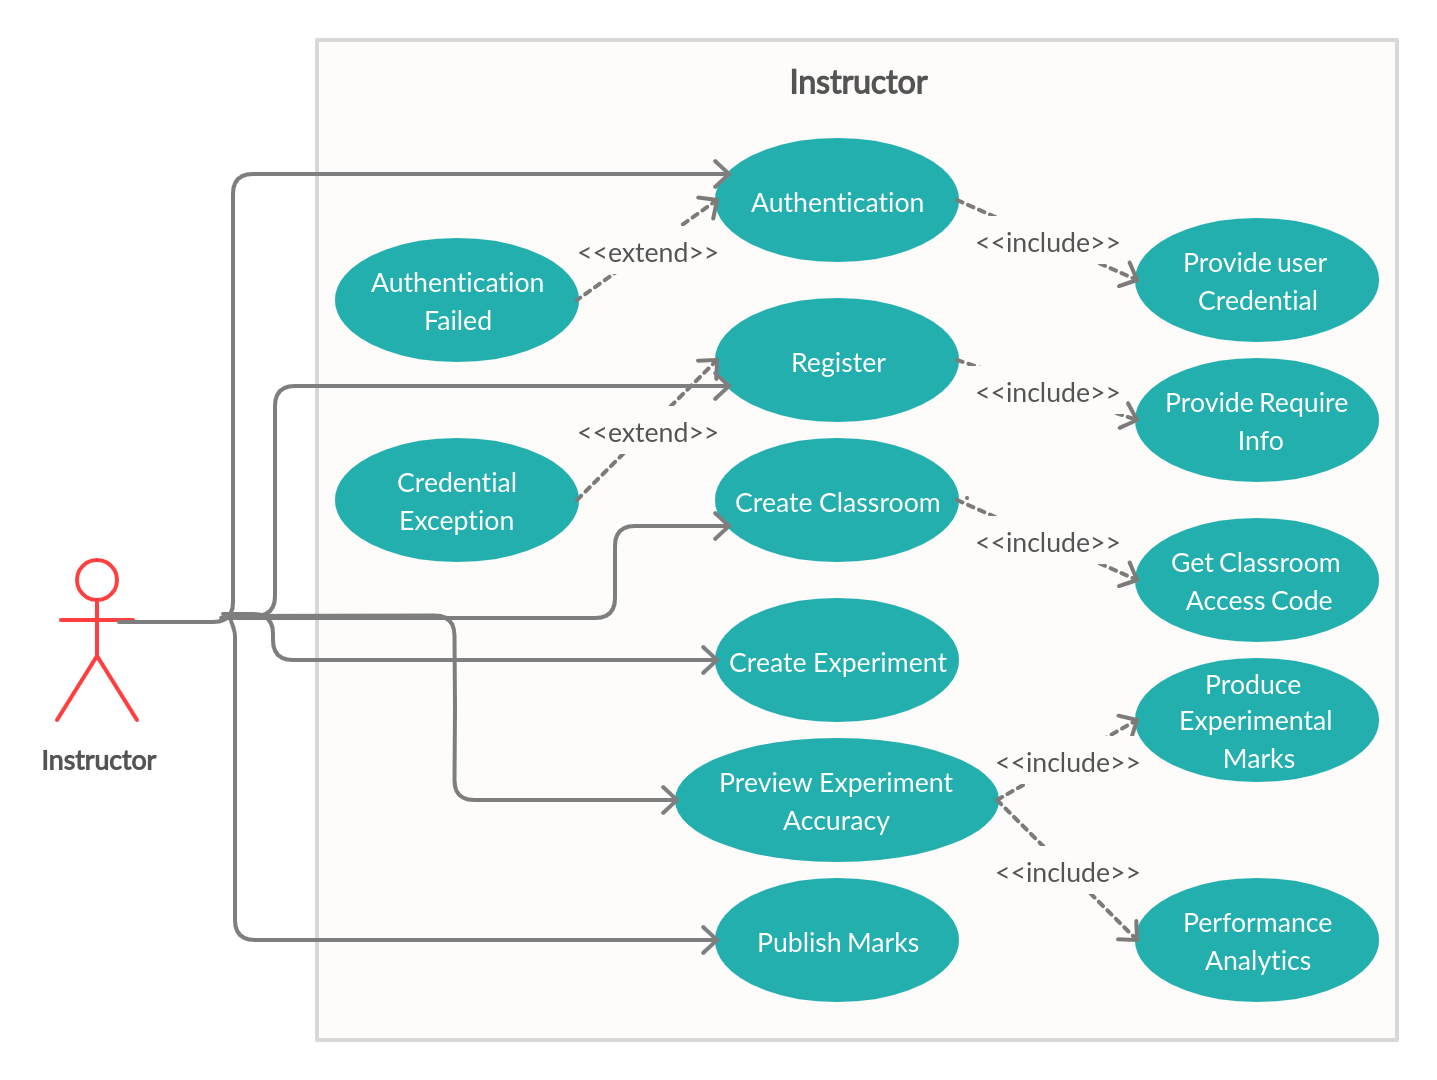 Instructor
Authentication
<<include>>
Provide user
Credential
<<extend>>
Authentication
Failed
Register
<<include>>
Provide Require
Info
<<extend>>
Credential
Exception
Create Classroom
<<include>>
Get Classroom
Access Code
Create Experiment
Produce
Experimental
Marks
<<include>>
Instructor
Preview Experiment
Accuracy
<<include>>
Performance
Analytics
Publish Marks